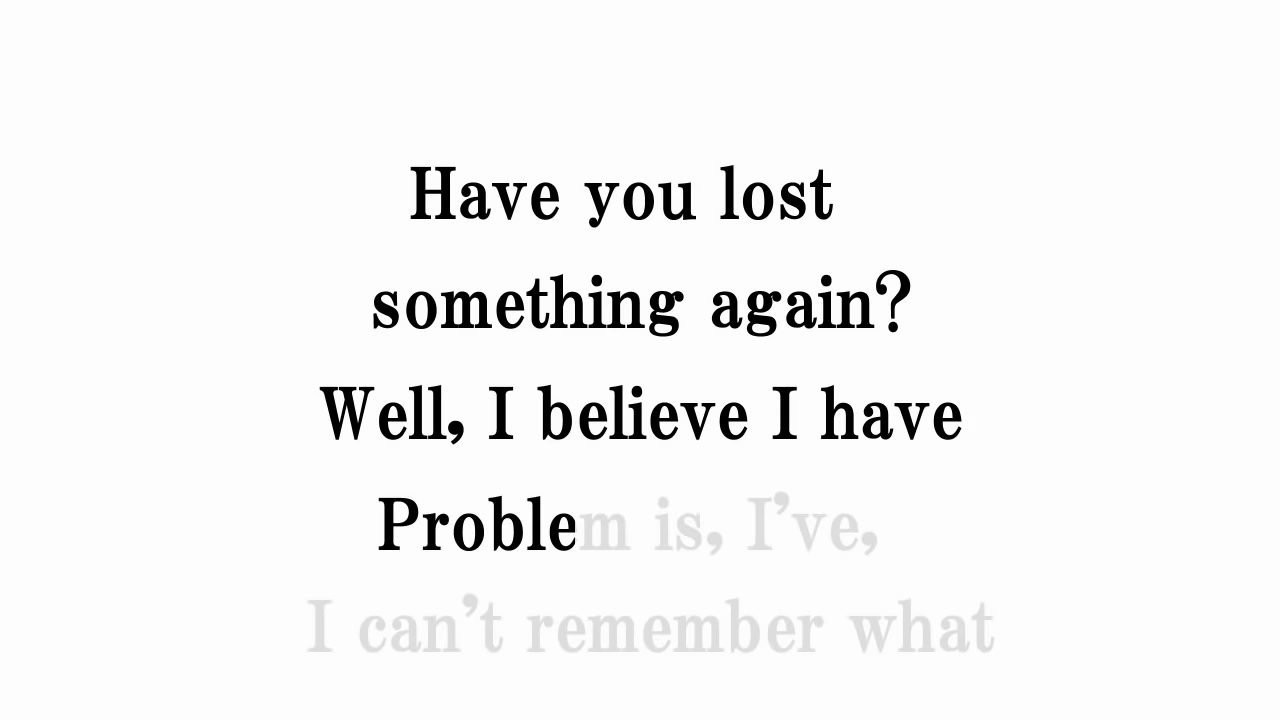 Have you lost
something again?
Well, I believe I have
Problem is, I've,
I can't remember what